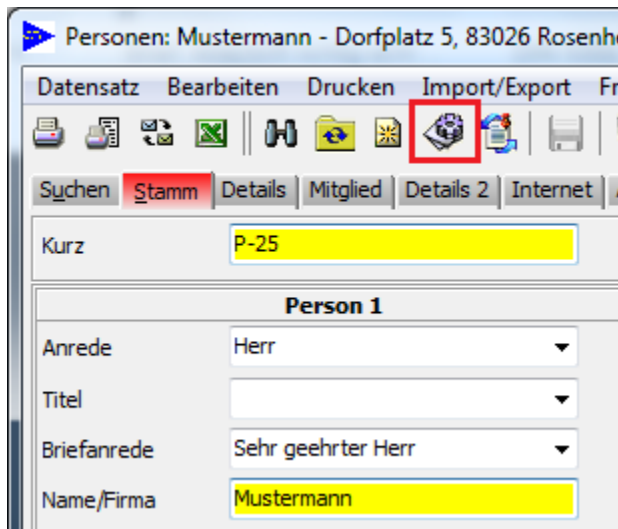 Personen: Mustermann - Dorfplatz 5, 83026 Rosenh
Datensatz Bearbeiten Drucken Import/Export Fr
Suchen Stamm Details Mitglied Details 2 Internet
Kurz P-25
Person 1
Anrede Herr
Titel
Briefanrede Sehr geehrter Herr
Name/Firma Mustermann